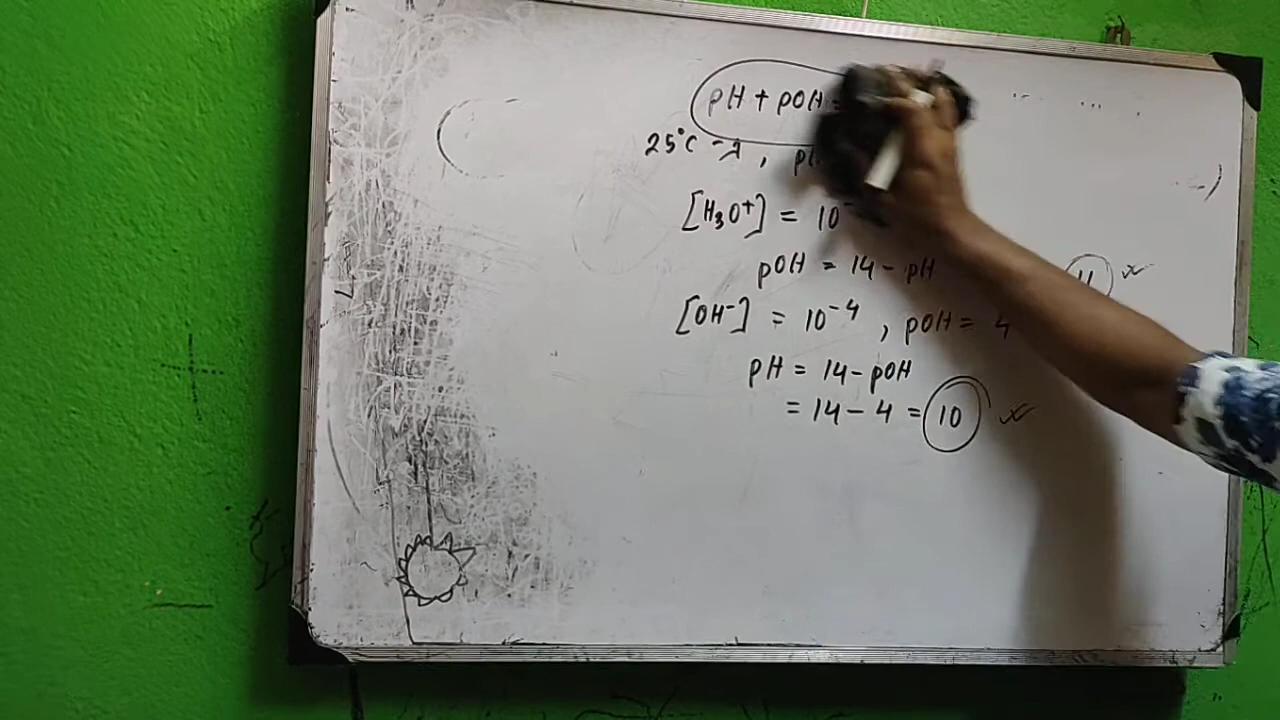 pH + pOH =
25°C -এ,
[H₃O⁺] = 10⁻
pOH = 14 - pH
[OH⁻] = 10⁻⁴, pOH = 4
pH = 14 - pOH
= 14 - 4 = 10